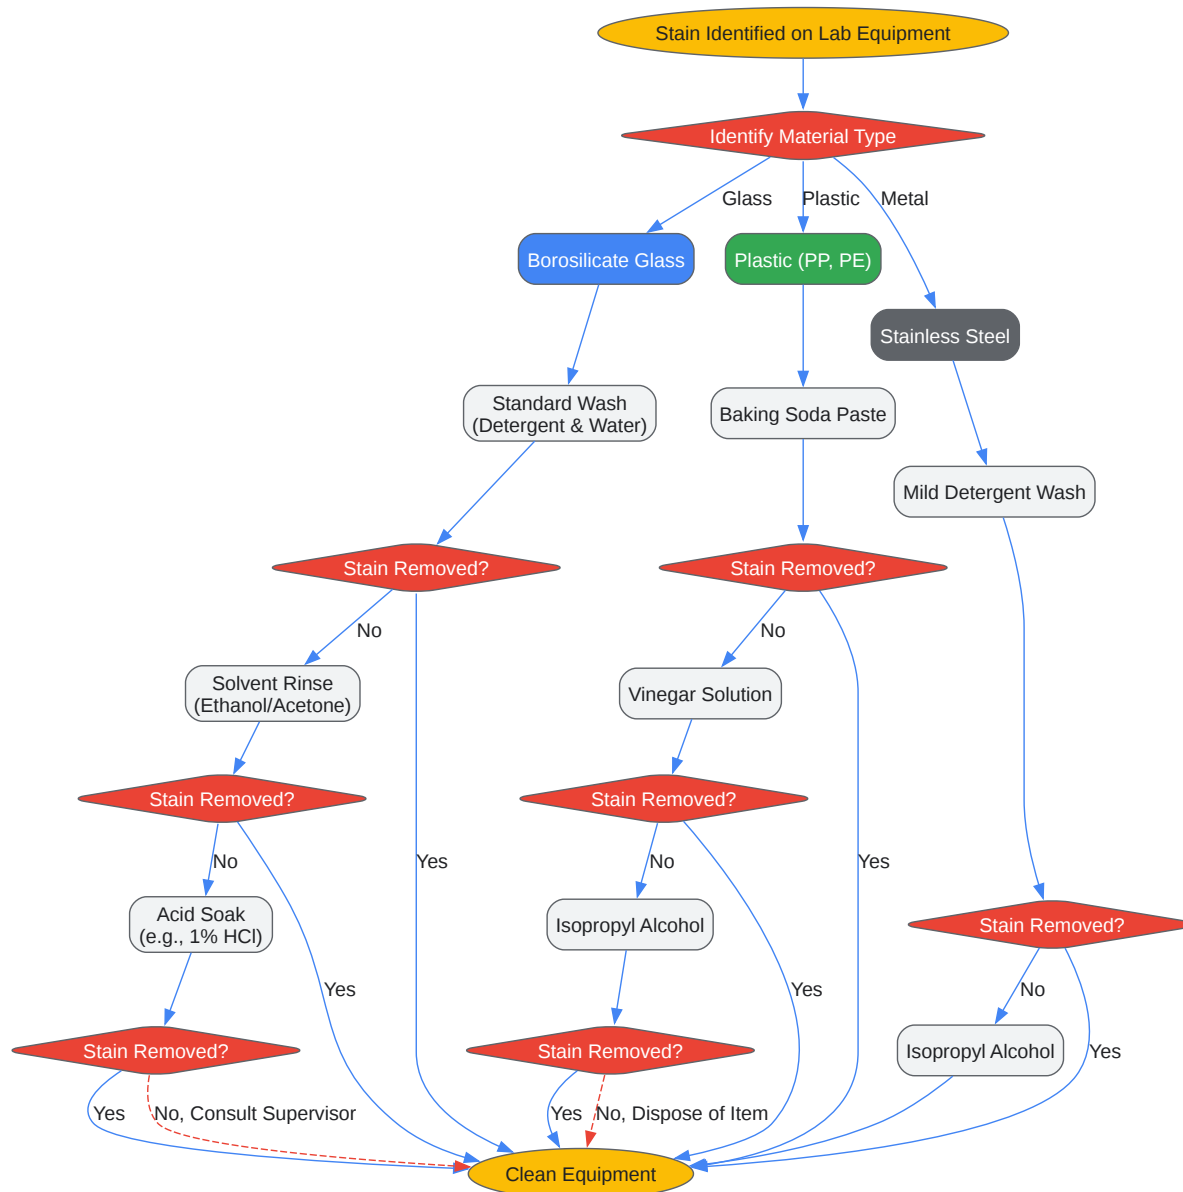 Stain Identified on Lab Equipment
Identify Material Type
Glass
Plastic
Metal
Borosilicate Glass
Plastic (PP, PE)
Stainless Steel
Standard Wash
(Detergent & Water)
Baking Soda Paste
Mild Detergent Wash
Stain Removed?
Stain Removed?
No
No
Solvent Rinse
(Ethanol/Acetone)
Vinegar Solution
Stain Removed?
Stain Removed?
No
Yes
No
Yes
Acid Soak
(e.g., 1% HCl)
Isopropyl Alcohol
Stain Removed?
Yes
Yes
No
Stain Removed?
Stain Removed?
Isopropyl Alcohol
Yes
Yes
No, Consult Supervisor
Yes
No, Dispose of Item
Clean Equipment